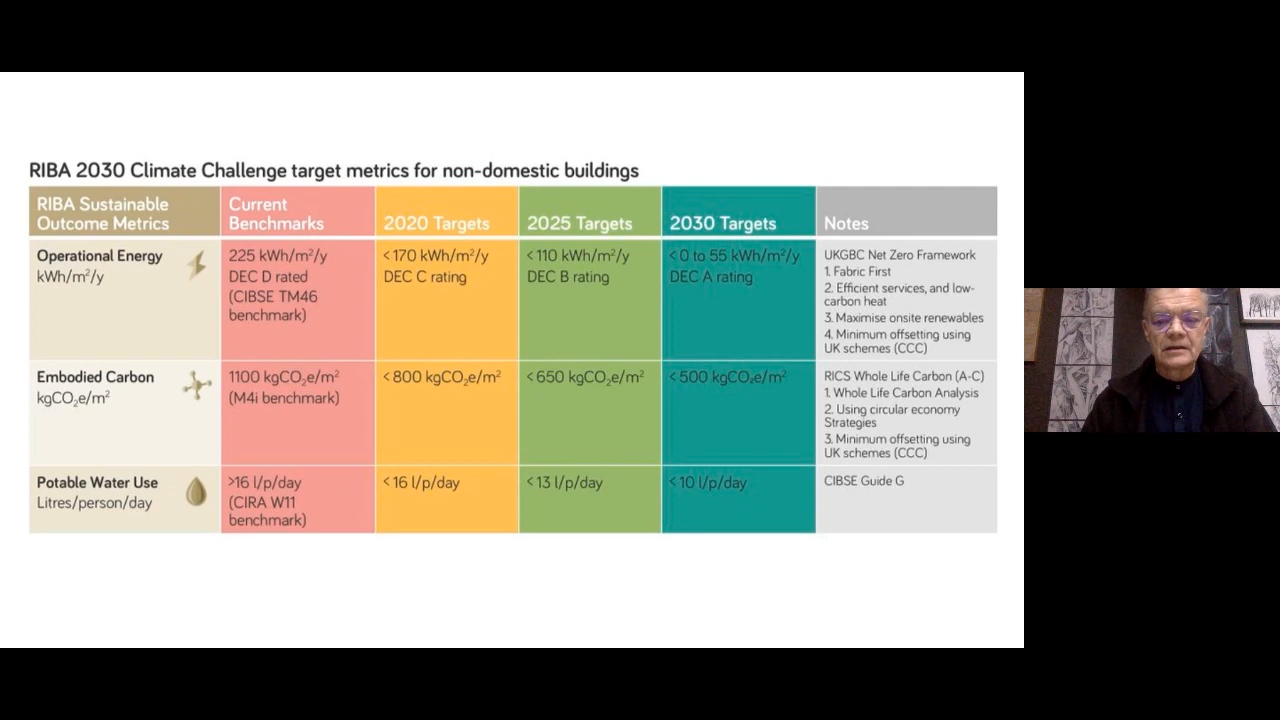 RIBA 2030 Climate Challenge target metrics for non-domestic buildings
RIBA Sustainable
Outcome Metrics
Current
Benchmarks
2020 Targets
2025 Targets
2030 Targets
Notes
Operational Energy
kWh/m²/y
225 kWh/m²/y
DEC D rated
(CIBSE TM46
benchmark)
<170 kWh/m²/y
DEC C rating
<110 kWh/m²/y
DEC B rating
<0 to 55 kWh/m²/y
DEC A rating
UKGBC Net Zero Framework
1. Fabric First
2. Efficient services, and low-
carbon heat
3. Maximise onsite renewables
4. Minimum offsetting using
UK schemes (CCC)
Embodied Carbon
kgCO₂e/m²
1100 kgCO₂e/m²
(M4i benchmark)
<800 kgCO₂e/m²
<650 kgCO₂e/m²
<500 kgCO₂e/m²
RICS Whole Life Carbon (A-C)
1. Whole Life Carbon Analysis
2. Using circular economy
Strategies
3. Minimum offsetting using
UK schemes (CCC)
Potable Water Use
Litres/person/day
>16 l/p/day
(CIRA W11
benchmark)
<16 l/p/day
<13 l/p/day
<10 l/p/day
CIBSE Guide G